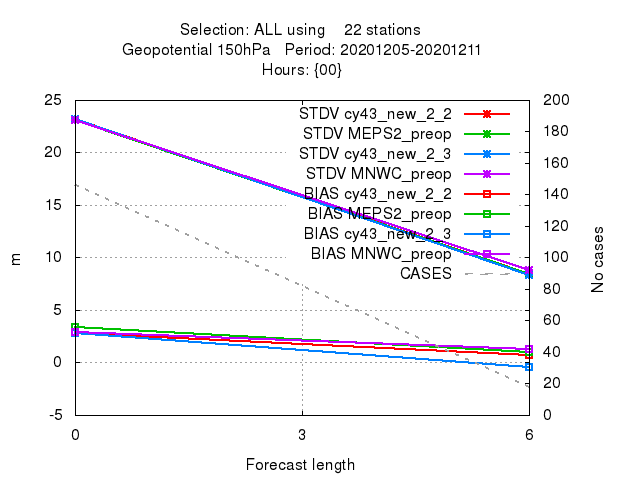 Selection: ALL using    22 stations
Geopotential 150hPa   Period: 20201205-20201211
Hours: {00}
25
20
15
10
5
0
-5
m
200
180
160
140
120
100
80
60
40
20
0
No cases
STDV cy43_new_2_2
STDV MEPS2_preop
STDV cy43_new_2_3
STDV MNWC_preop
BIAS cy43_new_2_2
BIAS MEPS2_preop
BIAS cy43_new_2_3
BIAS MNWC_preop
CASES
0 3 6
Forecast length